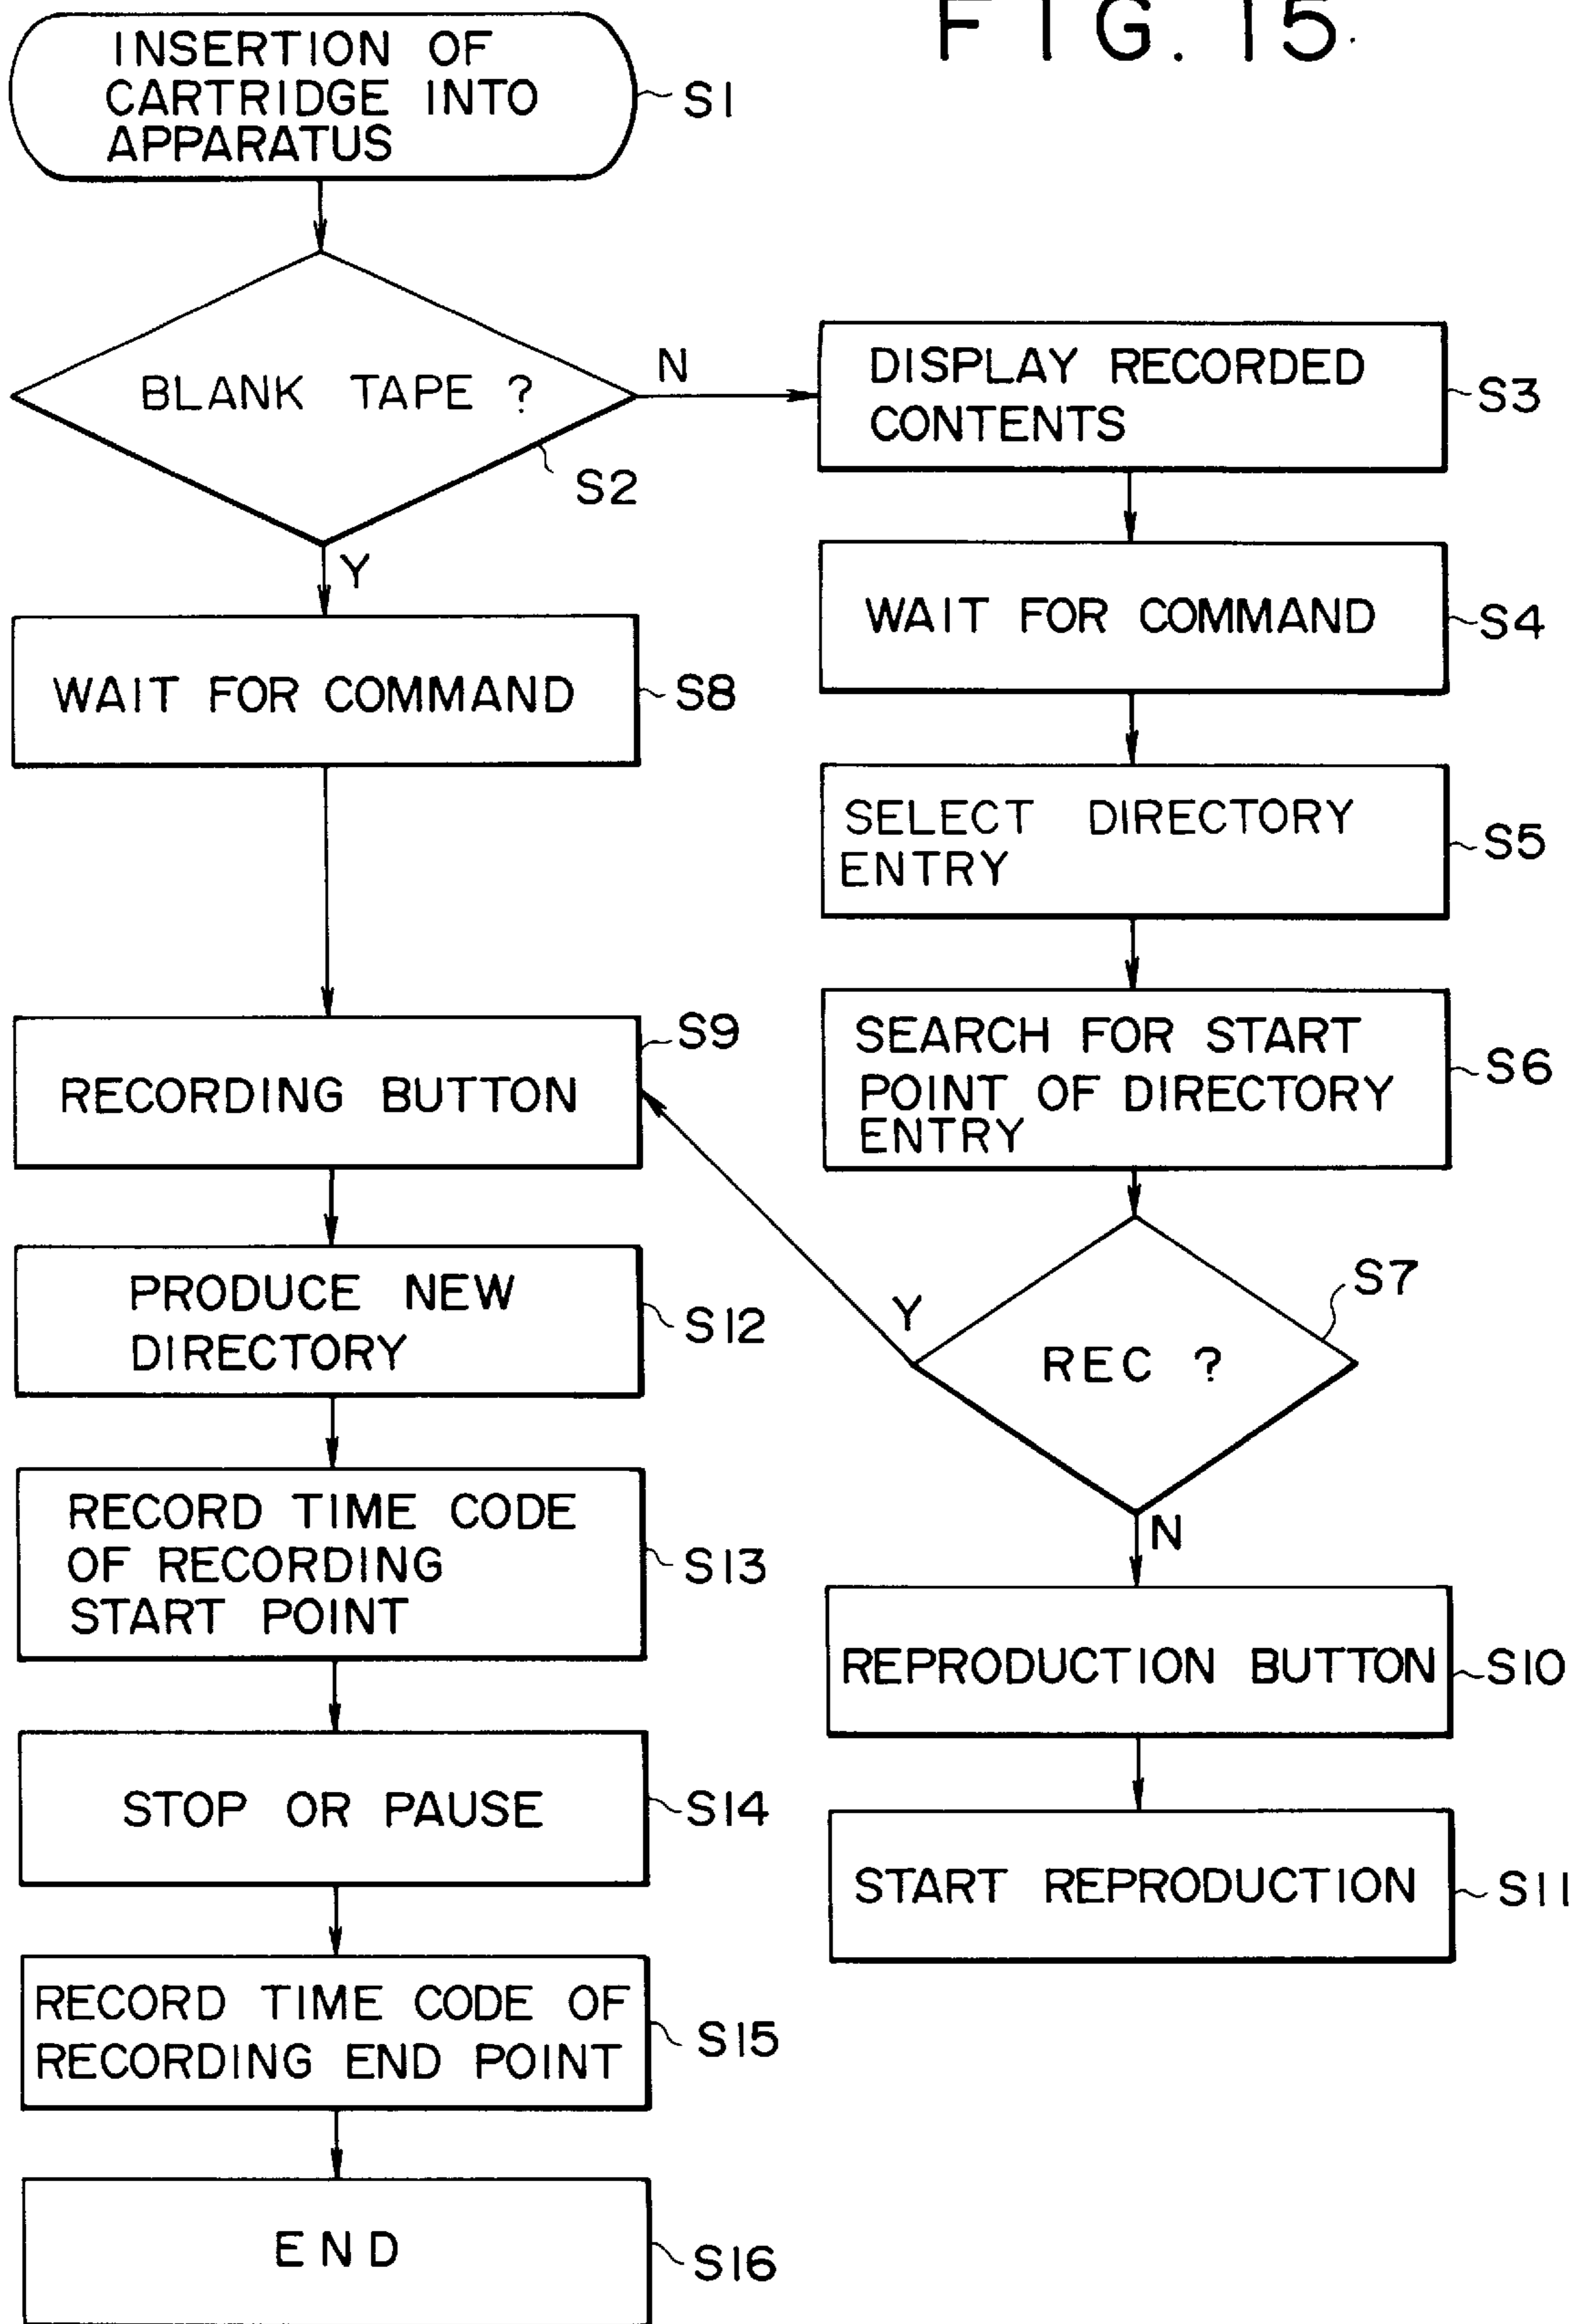 FIG. 15
INSERTION OF
CARTRIDGE INTO
APPARATUS
S1
BLANK TAPE ?
S2
N
Y
DISPLAY RECORDED
CONTENTS
S3
WAIT FOR COMMAND
S4
SELECT DIRECTORY
ENTRY
S5
SEARCH FOR START
POINT OF DIRECTORY
ENTRY
S6
REC ?
S7
Y
N
REPRODUCTION BUTTON
S10
START REPRODUCTION
S11
WAIT FOR COMMAND
S8
RECORDING BUTTON
S9
PRODUCE NEW
DIRECTORY
S12
RECORD TIME CODE
OF RECORDING
START POINT
S13
STOP OR PAUSE
S14
RECORD TIME CODE OF
RECORDING END POINT
S15
END
S16